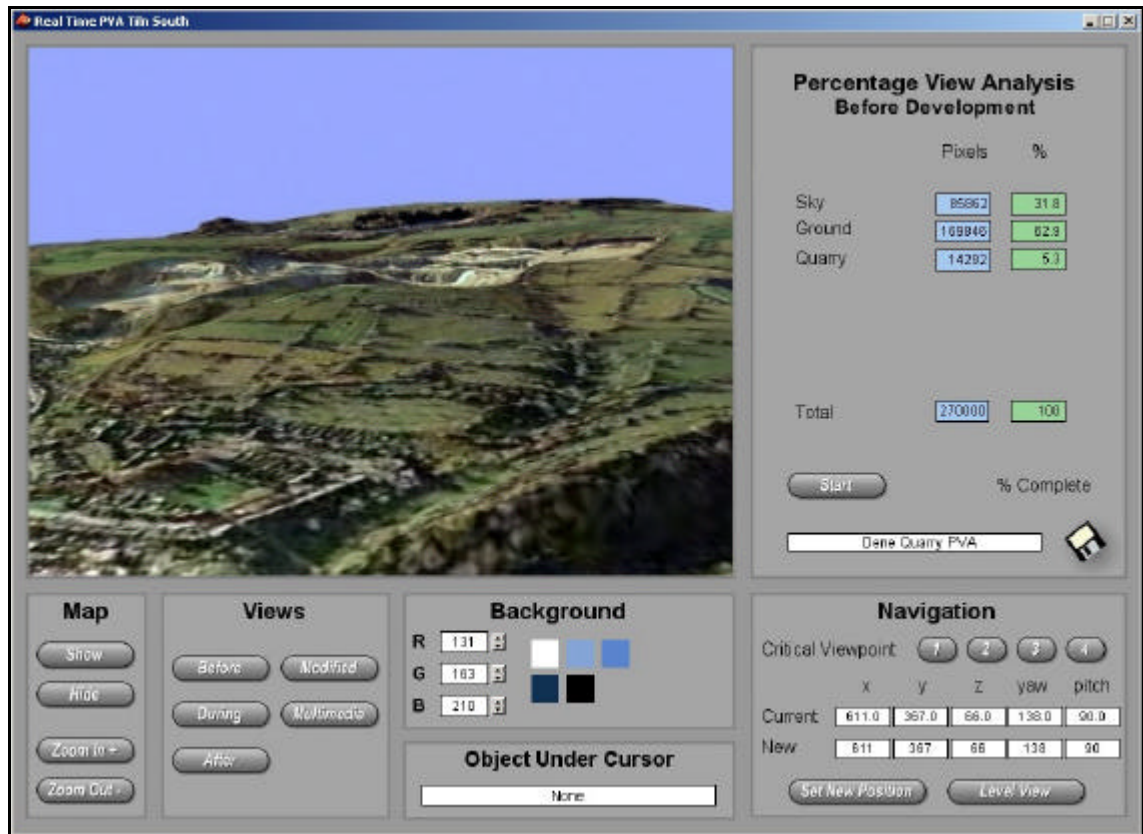 Real Time PVA Tiln South
Percentage View Analysis
Before Development
Pixels %
Sky 85862 31.8
Ground 169846 62.9
Quarry 14292 5.3
Total 270000 100
Start % Complete
Dene Quarry PVA
Map
Show
Hide
Zoom In +
Zoom Out -
Views
Before Modified
During Multimedia
After
Background
R 131
G 163
B 210
Object Under Cursor
None
Navigation
Critical Viewpoint 1 2 3 4
x y z yaw pitch
Current 611.0 367.0 66.0 138.0 90.0
New 611 367 66 138 90
Set New Position Level View